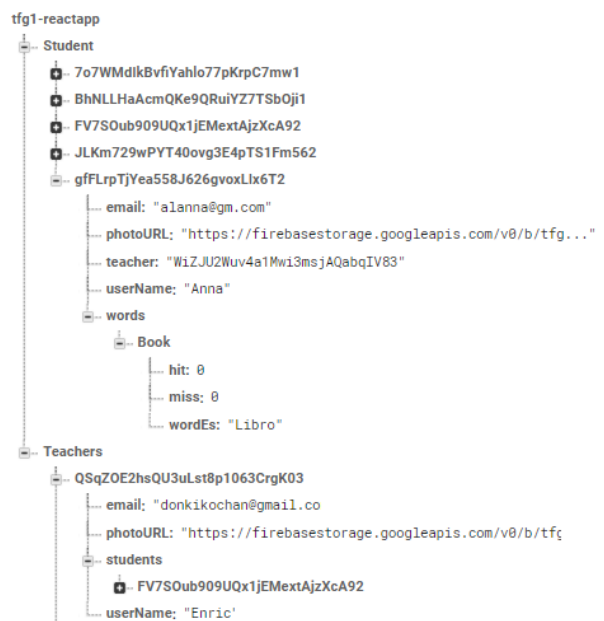 tfg1-reactapp
Student
7o7WMdIkBvfiYahlo77pKrpC7mw1
BhNLLHaAcmQKe9QRuiYZ7TSbOji1
FV7SOub909UQx1jEMextAjzXcA92
JLKm729wPYT40ovg3E4pTS1Fm562
gfFLrpTjYea558J626gvoxLIx6T2
email: "alanna@gm.com"
photoURL: "https://firebasestorage.googleapis.com/v0/b/tfg..."
teacher: "WiZJU2Wuv4a1Mwi3msjAQabqIV83"
userName: "Anna"
words
Book
hit: 0
miss: 0
wordEs: "Libro"
Teachers
QSqZOE2hsQU3uLst8p1063CrgK03
email: "donkikochan@gmail.co
photoURL: "https://firebasestorage.googleapis.com/v0/b/tfg
students
FV7SOub909UQx1jEMextAjzXcA92
userName: "Enric'